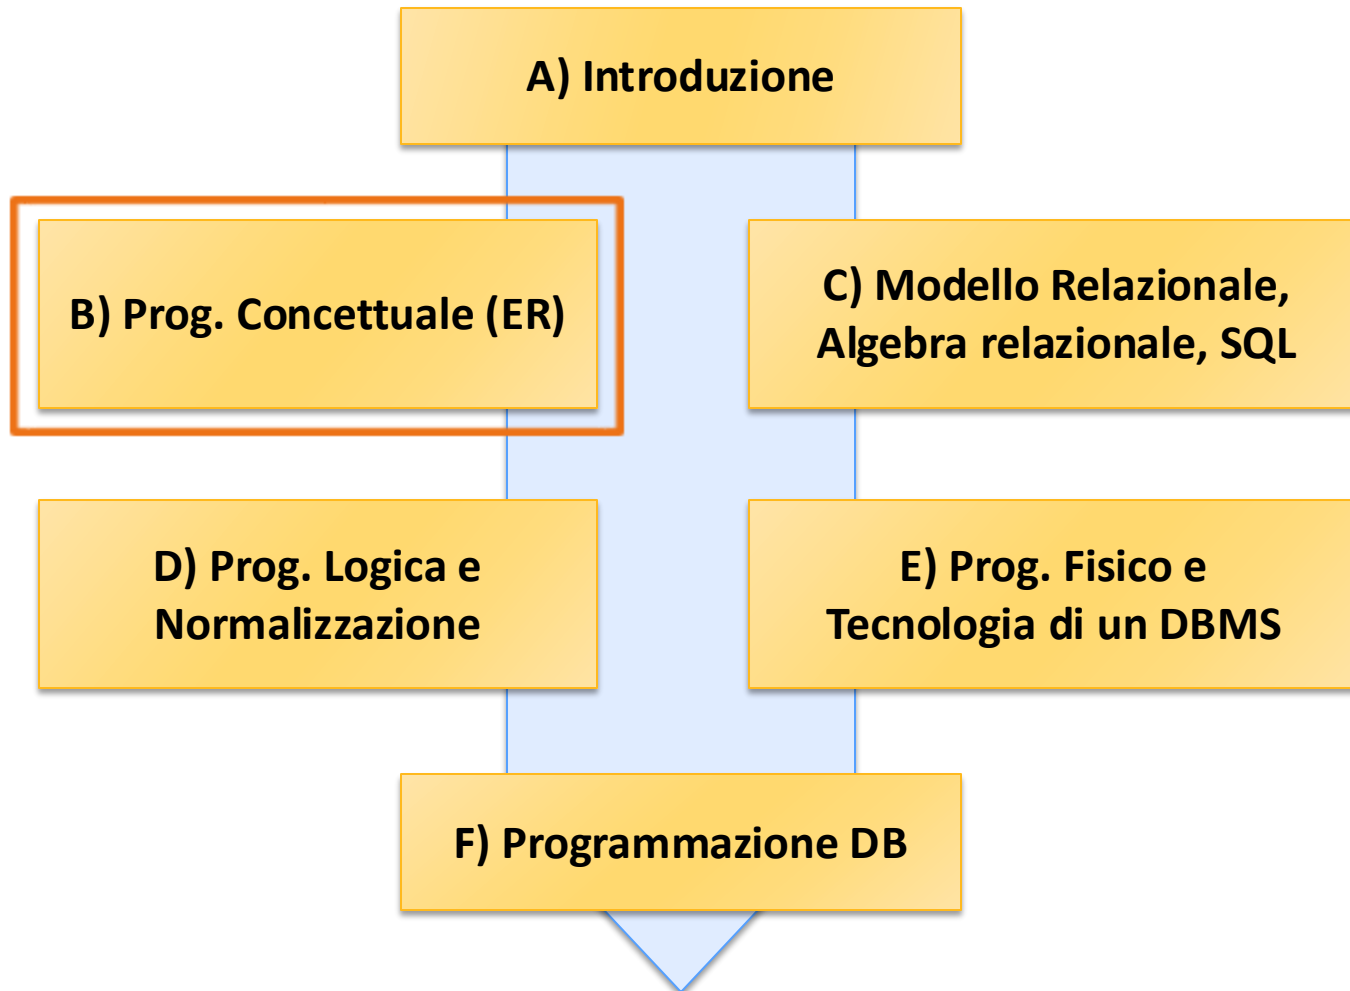 A) Introduzione
B) Prog. Concettuale (ER)
C) Modello Relazionale,
Algebra relazionale, SQL
D) Prog. Logica e
Normalizzazione
E) Prog. Fisico e
Tecnologia di un DBMS
F) Programmazione DB